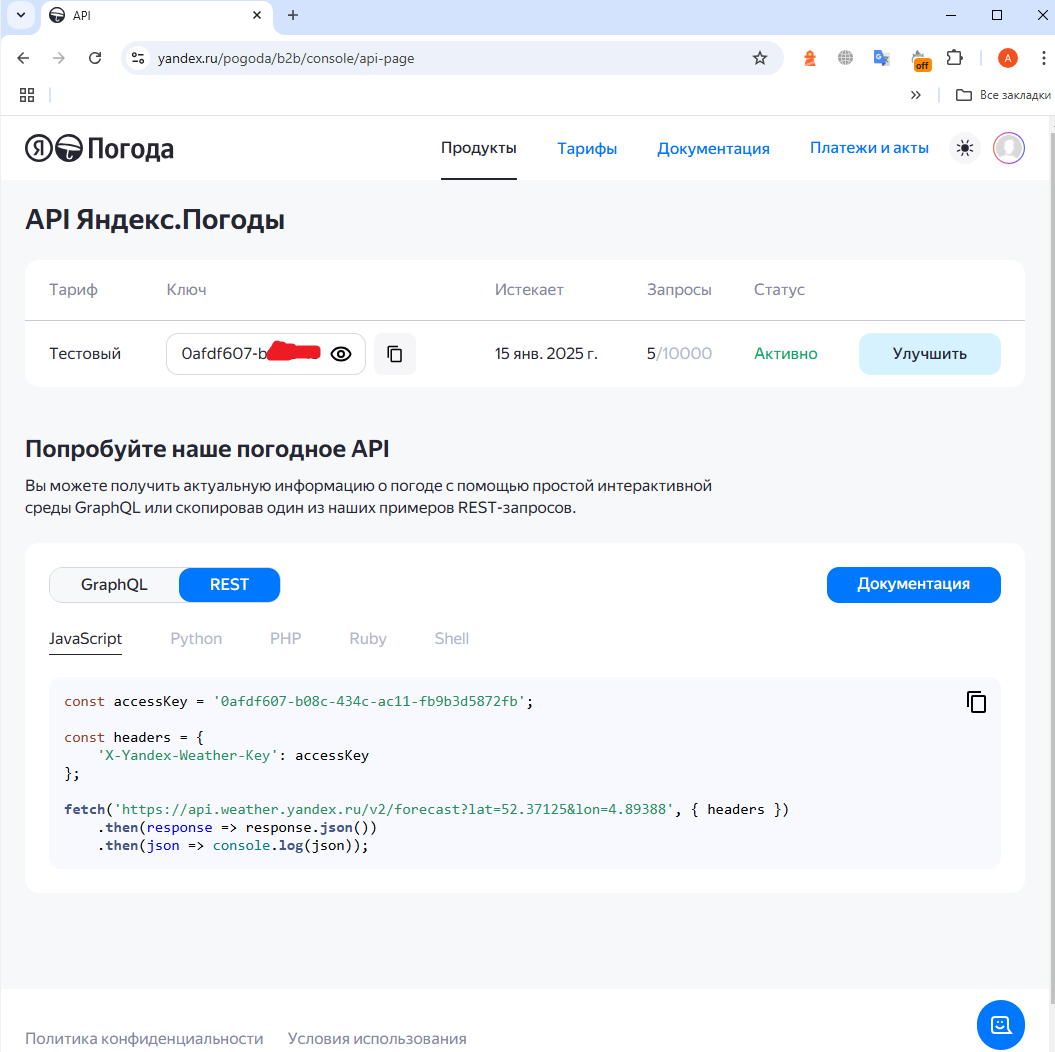 API
yandex.ru/pogoda/b2b/console/api-page
off
A
Все закладки
Я Погода
Продукты Тарифы Документация Платежи и акты
API Яндекс.Погоды
Тариф Ключ Истекает Запросы Статус
Тестовый 0afdf607-b 15 янв. 2025 г. 5/10000 Активно Улучшить
Попробуйте наше погодное API
Вы можете получить актуальную информацию о погоде с помощью простой интерактивной
среды GraphQL или скопировав один из наших примеров REST-запросов.
GraphQL REST Документация
JavaScript Python PHP Ruby Shell
const accessKey = '0afdf607-b08c-434c-ac11-fb9b3d5872fb';
const headers = {
'X-Yandex-Weather-Key': accessKey
};
fetch('https://api.weather.yandex.ru/v2/forecast?lat=52.37125&lon=4.89388', { headers })
.then(response => response.json())
.then(json => console.log(json));
Политика конфиденциальности Условия использования